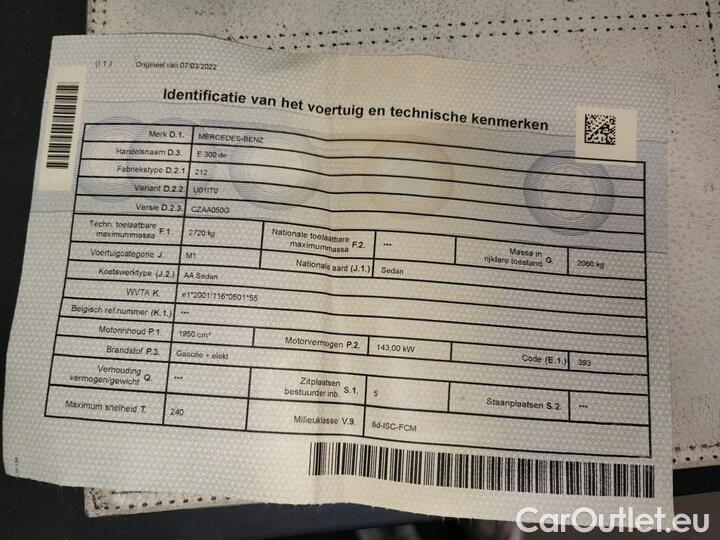 (I 1.) Origineel van 07/03/2022
Identificatie van het voertuig en technische kenmerken
Merk D.1. MERCEDES-BENZ
Handelsnaam D.3. E 300 de
Fabriekstype D.2.1. 212
Variant D.2.2. U01IT0
Versie D.2.3. CZAA050G
Techn. toelaatbare maximummassa F.1. 2720 kg Nationale toelaatbare maximummassa F.2. --- Massa in rijklare toestand G. 2060 kg
Voertuigcategorie J. M1 Nationale aard (J.1.) Sedan
Koetswerktype (J.2.) AA Sedan
WVTA K. e1*2001/116*0501*55
Belgisch ref.nummer (K.1.) ---
Motorinhoud P.1. 1950 cm³ Motorvermogen P.2. 143,00 kW Code (E.1.) 393
Brandstof P.3. Gasolie + elekt
Verhouding vermogen/gewicht Q. --- Zitplaatsen bestuurder inb. S.1. 5 Staanplaatsen S.2. ---
Maximum snelheid T. 240 Milieuklasse V.9. 6d-ISC-FCM
CarOutlet.eu